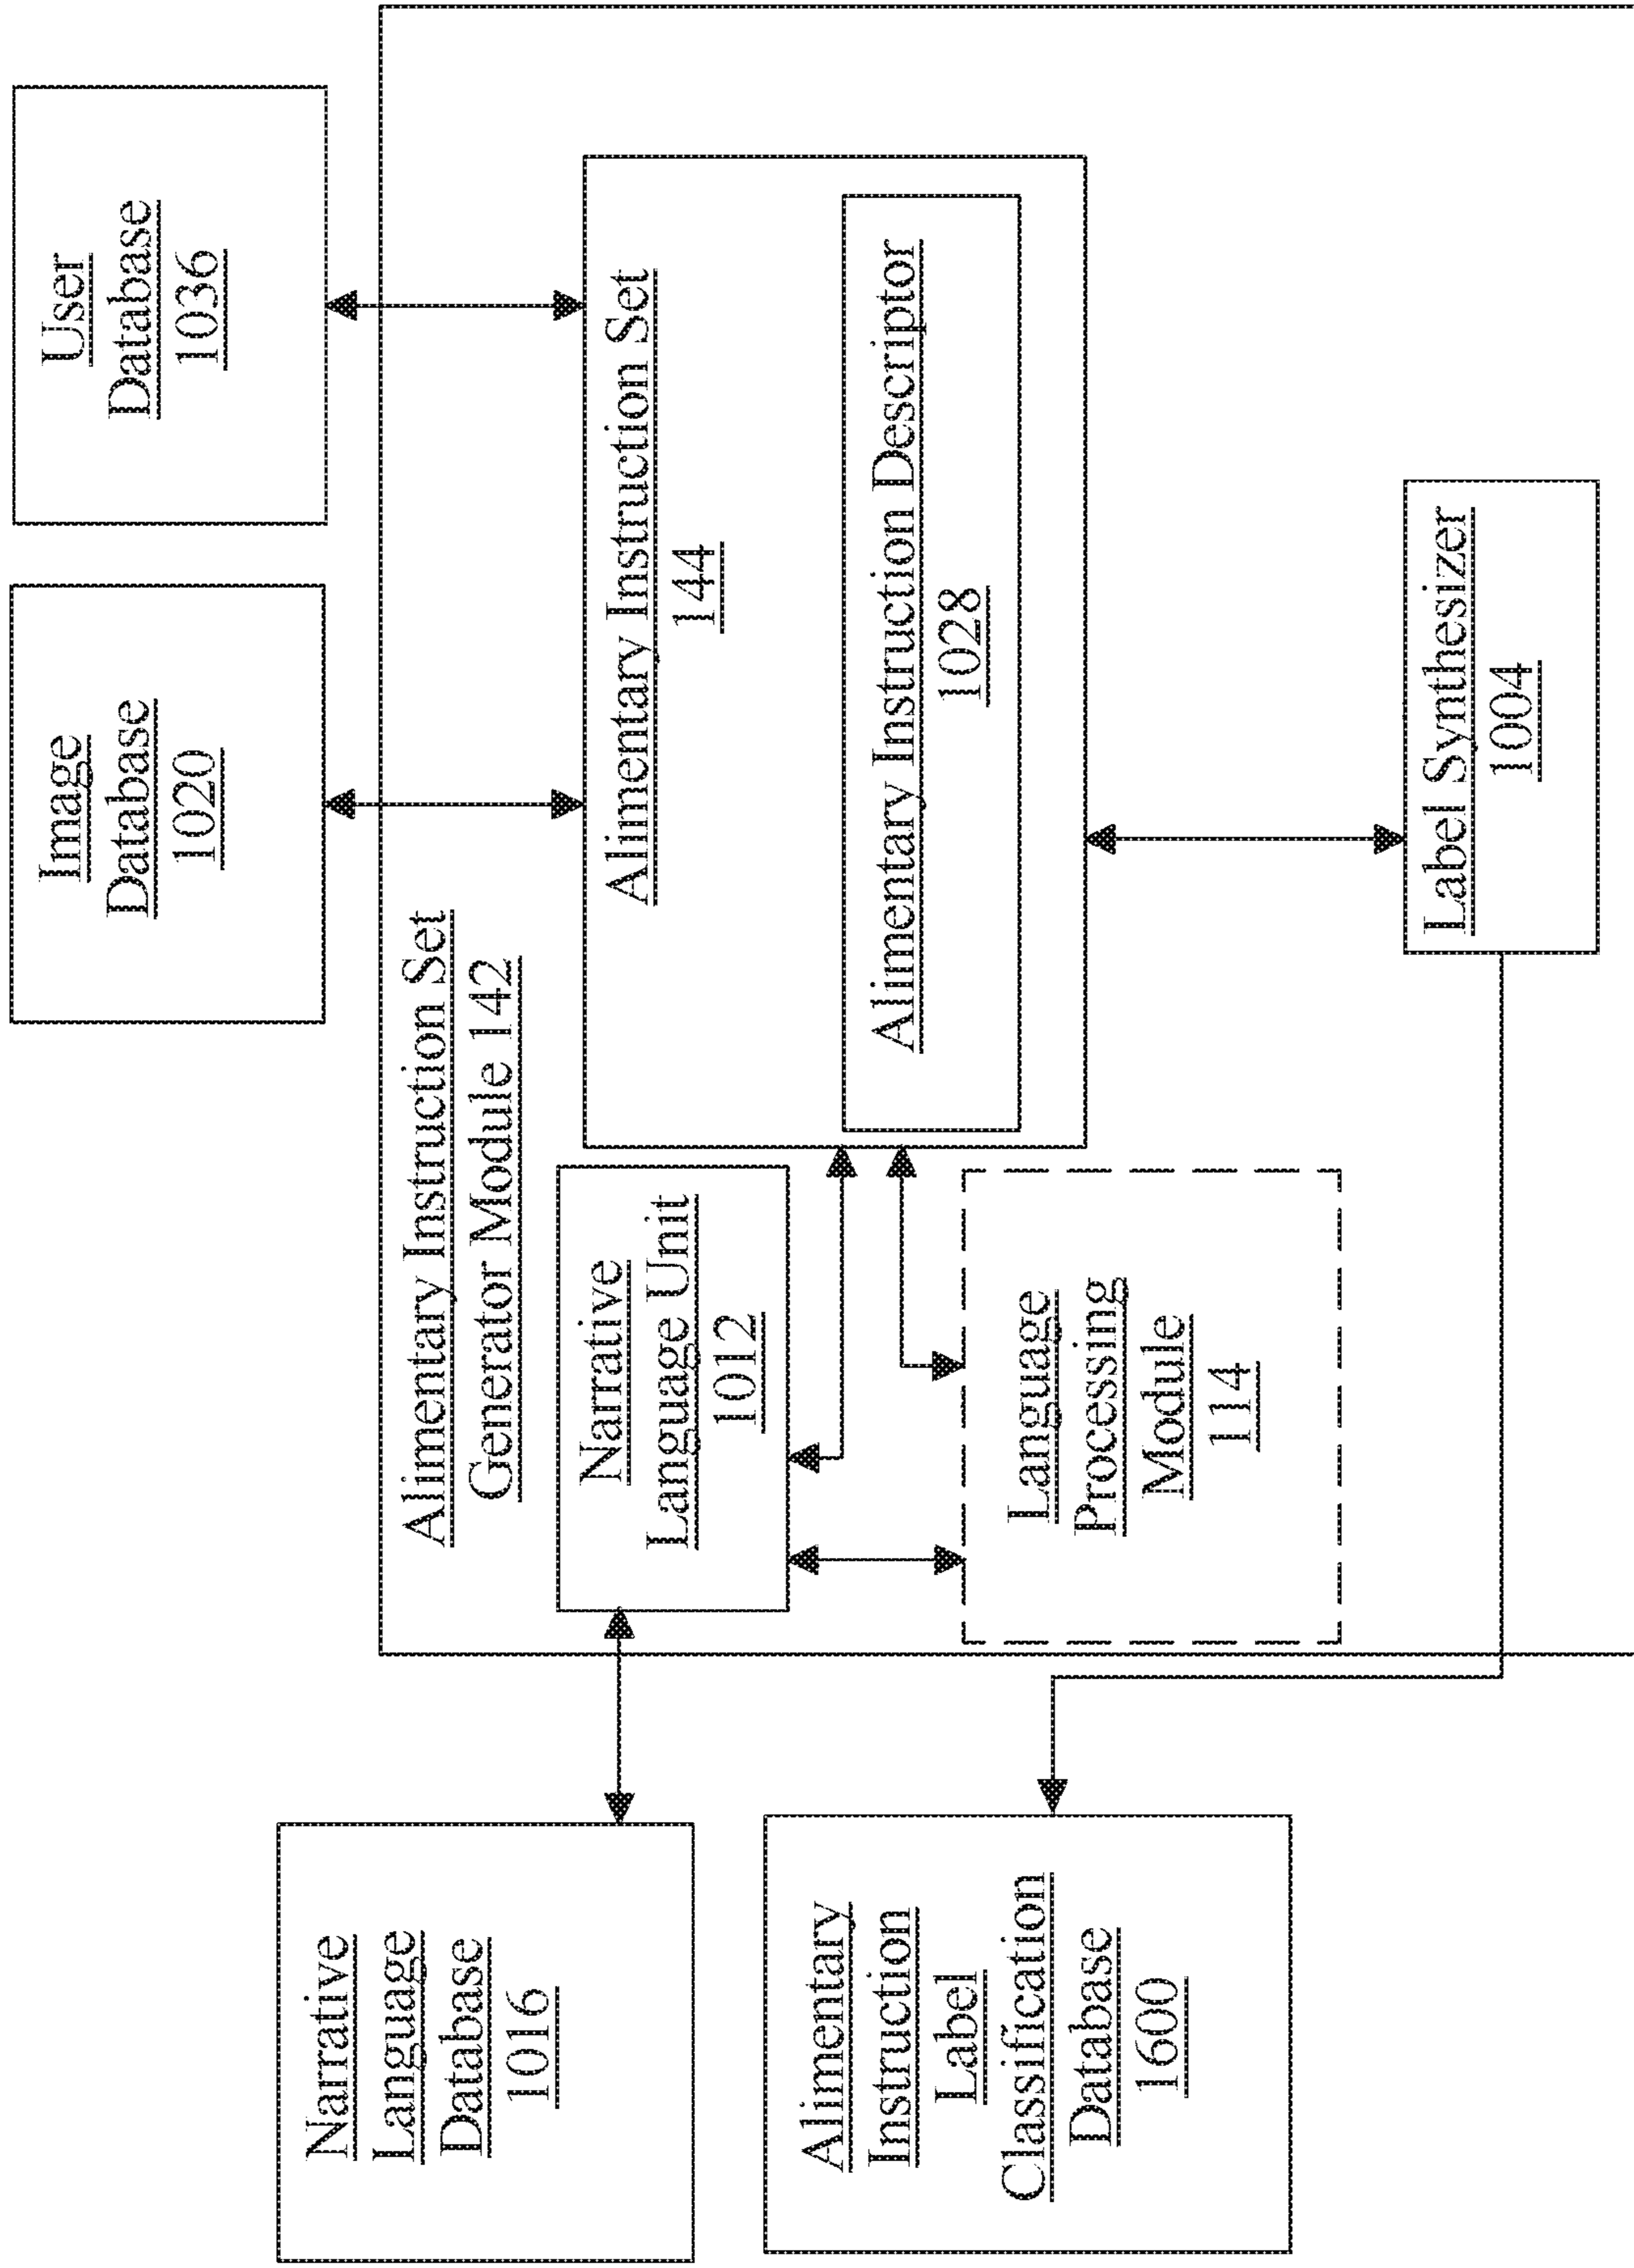 Narrative
Language
Database
1016
Alimentary
Instruction
Label
Classification
Database
1600
Alimentary Instruction Set
Generator Module 142
Narrative
Language Unit
1012
Language
Processing
Module
114
Image
Database
1020
User
Database
1036
Alimentary Instruction Set
144
Alimentary Instruction Descriptor
1028
Label Synthesizer
1004